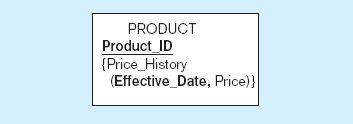 PRODUCT
Product_ID
{Price_History
(Effective_Date, Price)}